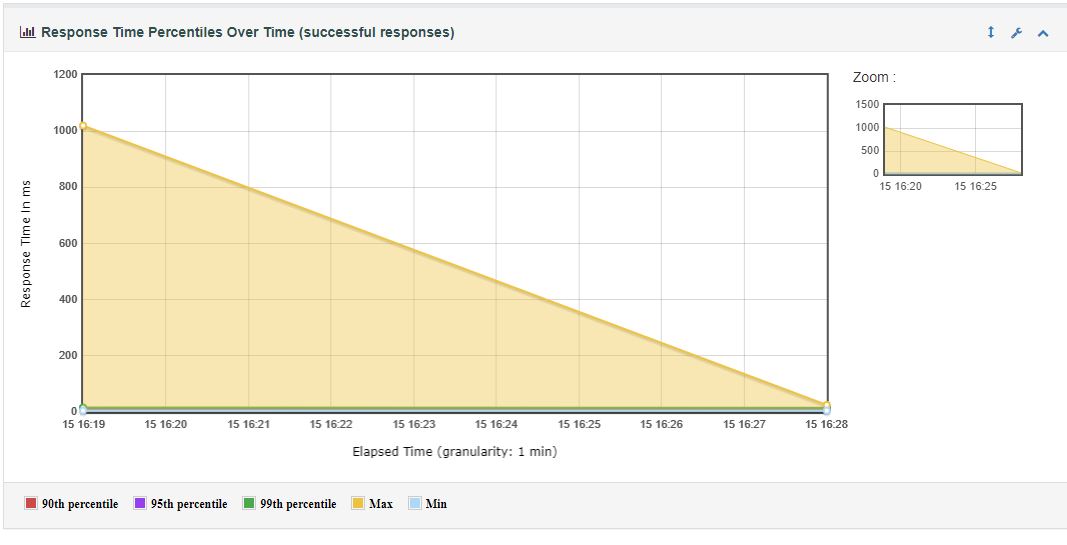 Response Time Percentiles Over Time (successful responses)
Zoom :
1200
1000
800
600
400
200
0
Response Time In ms
15 16:19 15 16:20 15 16:21 15 16:22 15 16:23 15 16:24 15 16:25 15 16:26 15 16:27 15 16:28
Elapsed Time (granularity: 1 min)
1500
1000
500
0
15 16:20 15 16:25
90th percentile 95th percentile 99th percentile Max Min